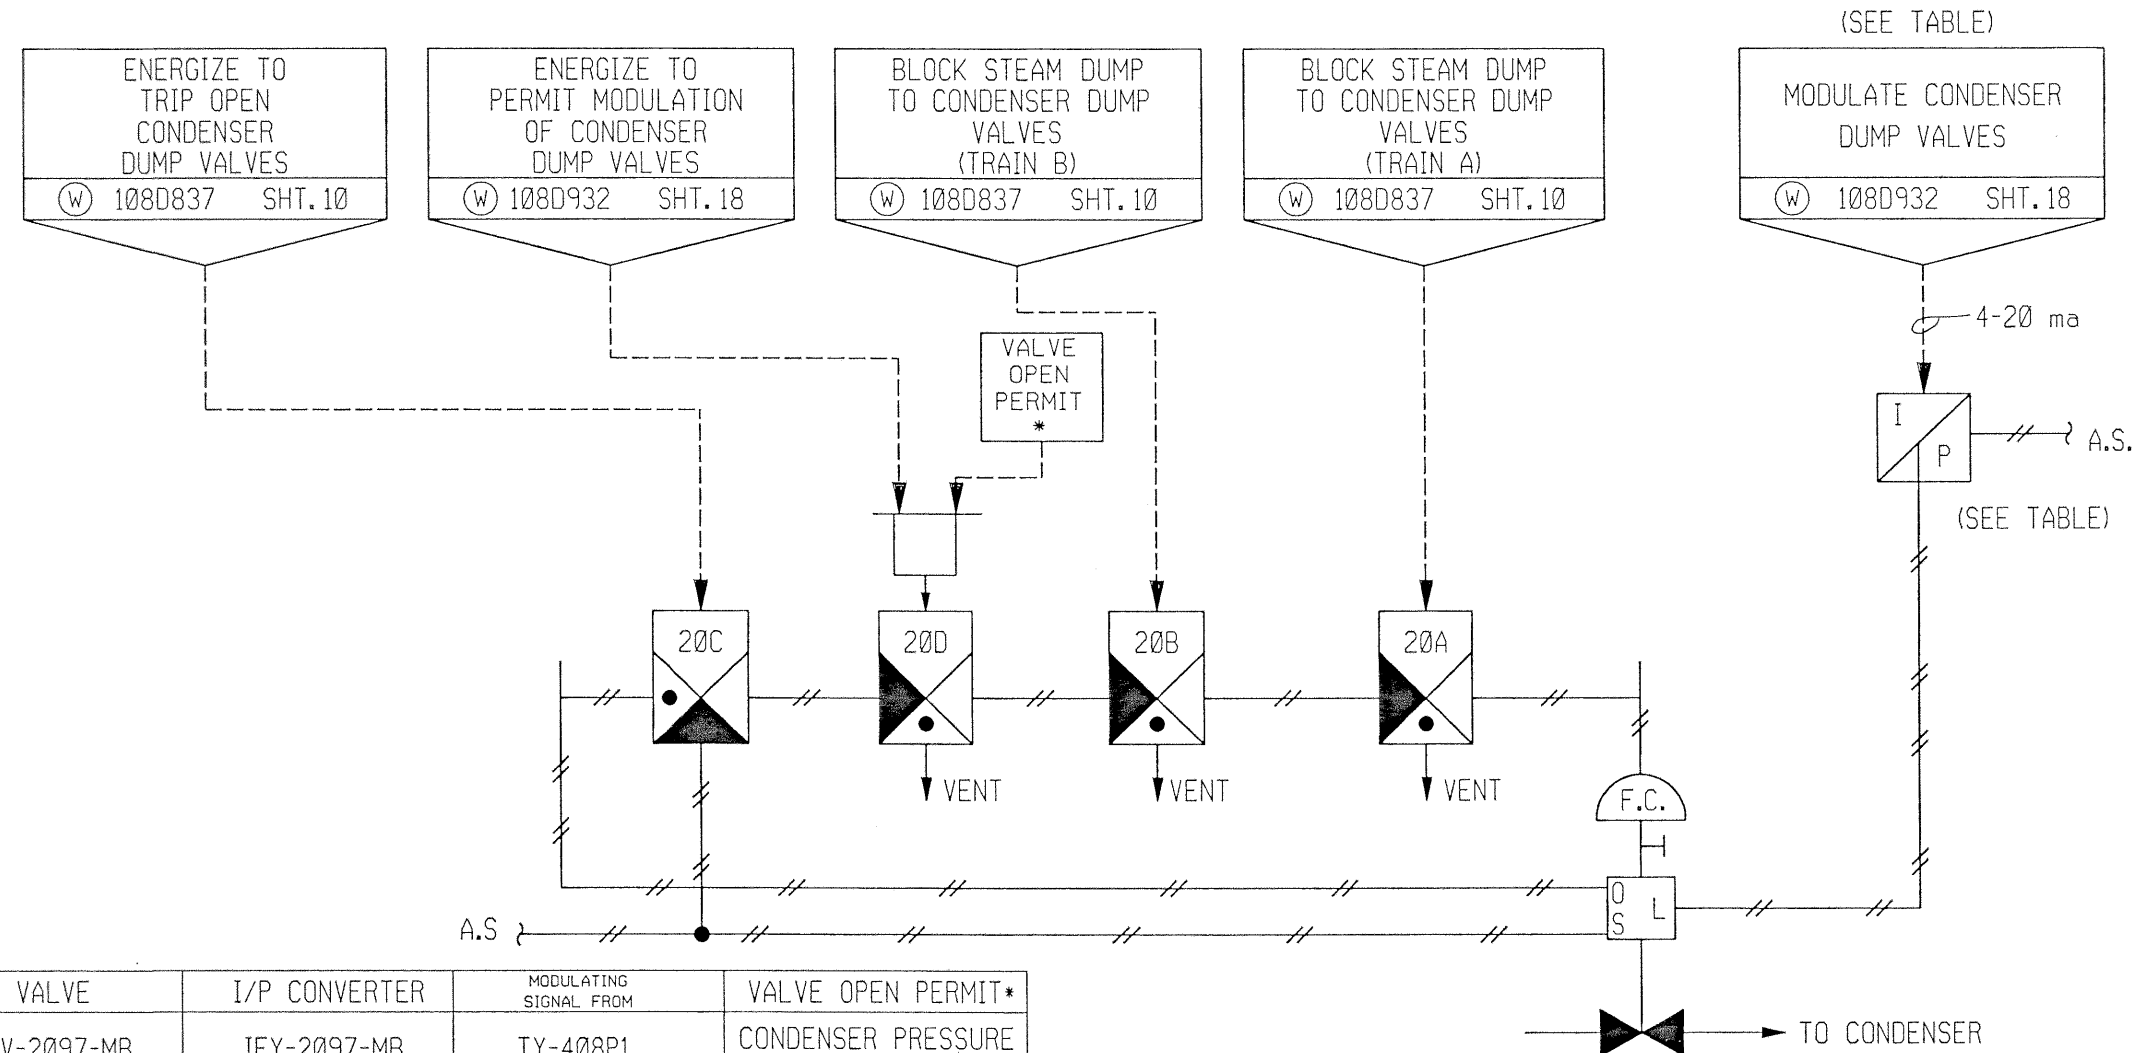 (SEE TABLE)
ENERGIZE TO
TRIP OPEN
CONDENSER
DUMP VALVES
W 108D837 SHT.10
ENERGIZE TO
PERMIT MODULATION
OF CONDENSER
DUMP VALVES
W 108D932 SHT.18
BLOCK STEAM DUMP
TO CONDENSER DUMP
VALVES
(TRAIN B)
W 108D837 SHT.10
BLOCK STEAM DUMP
TO CONDENSER DUMP
VALVES
(TRAIN A)
W 108D837 SHT.10
MODULATE CONDENSER
DUMP VALVES
W 108D932 SHT.18
4-20 ma
VALVE
OPEN
PERMIT
*
I
P
A.S.
(SEE TABLE)
20C
20D
20B
20A
VENT
VENT
VENT
F.C.
O
S
L
A.S
VALVE
I/P CONVERTER
MODULATING
SIGNAL FROM
VALVE OPEN PERMIT*
V-2097-MB
IFY-2097-MB
TY-408P1
CONDENSER PRESSURE
TO CONDENSER